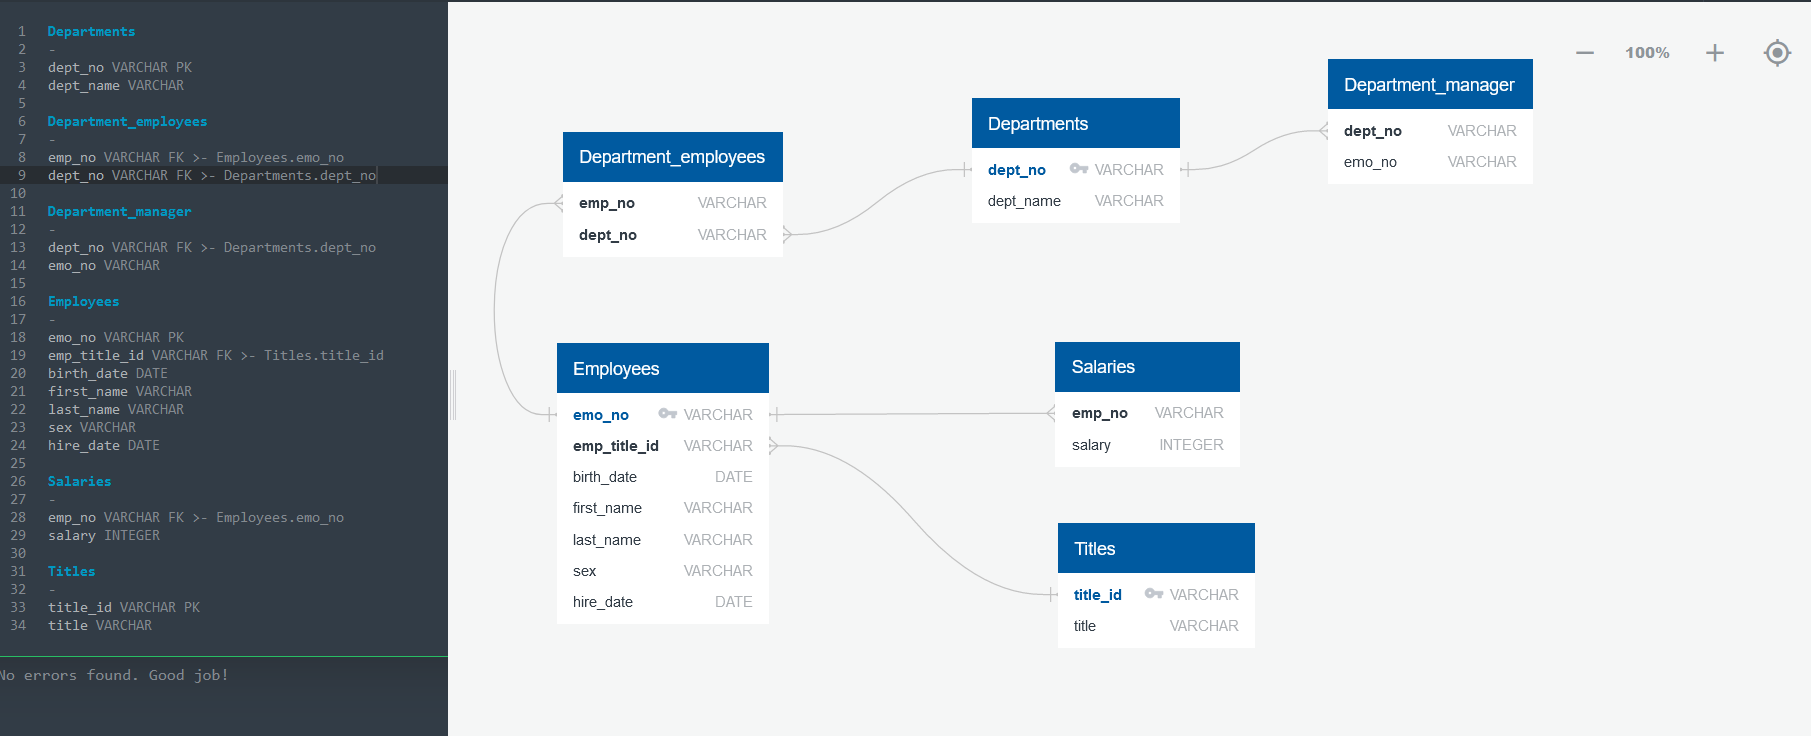 1 Departments
2 -
3 dept_no VARCHAR PK
4 dept_name VARCHAR
5
6 Department_employees
7 -
8 emp_no VARCHAR FK >- Employees.emo_no
9 dept_no VARCHAR FK >- Departments.dept_no
10
11 Department_manager
12 -
13 dept_no VARCHAR FK >- Departments.dept_no
14 emo_no VARCHAR
15
16 Employees
17 -
18 emo_no VARCHAR PK
19 emp_title_id VARCHAR FK >- Titles.title_id
20 birth_date DATE
21 first_name VARCHAR
22 last_name VARCHAR
23 sex VARCHAR
24 hire_date DATE
25
26 Salaries
27 -
28 emp_no VARCHAR FK >- Employees.emo_no
29 salary INTEGER
30
31 Titles
32 -
33 title_id VARCHAR PK
34 title VARCHAR
No errors found. Good job!
100%
Department_employees
emp_no VARCHAR
dept_no VARCHAR
Departments
dept_no VARCHAR
dept_name VARCHAR
Department_manager
dept_no VARCHAR
emo_no VARCHAR
Employees
emo_no VARCHAR
emp_title_id VARCHAR
birth_date DATE
first_name VARCHAR
last_name VARCHAR
sex VARCHAR
hire_date DATE
Salaries
emp_no VARCHAR
salary INTEGER
Titles
title_id VARCHAR
title VARCHAR